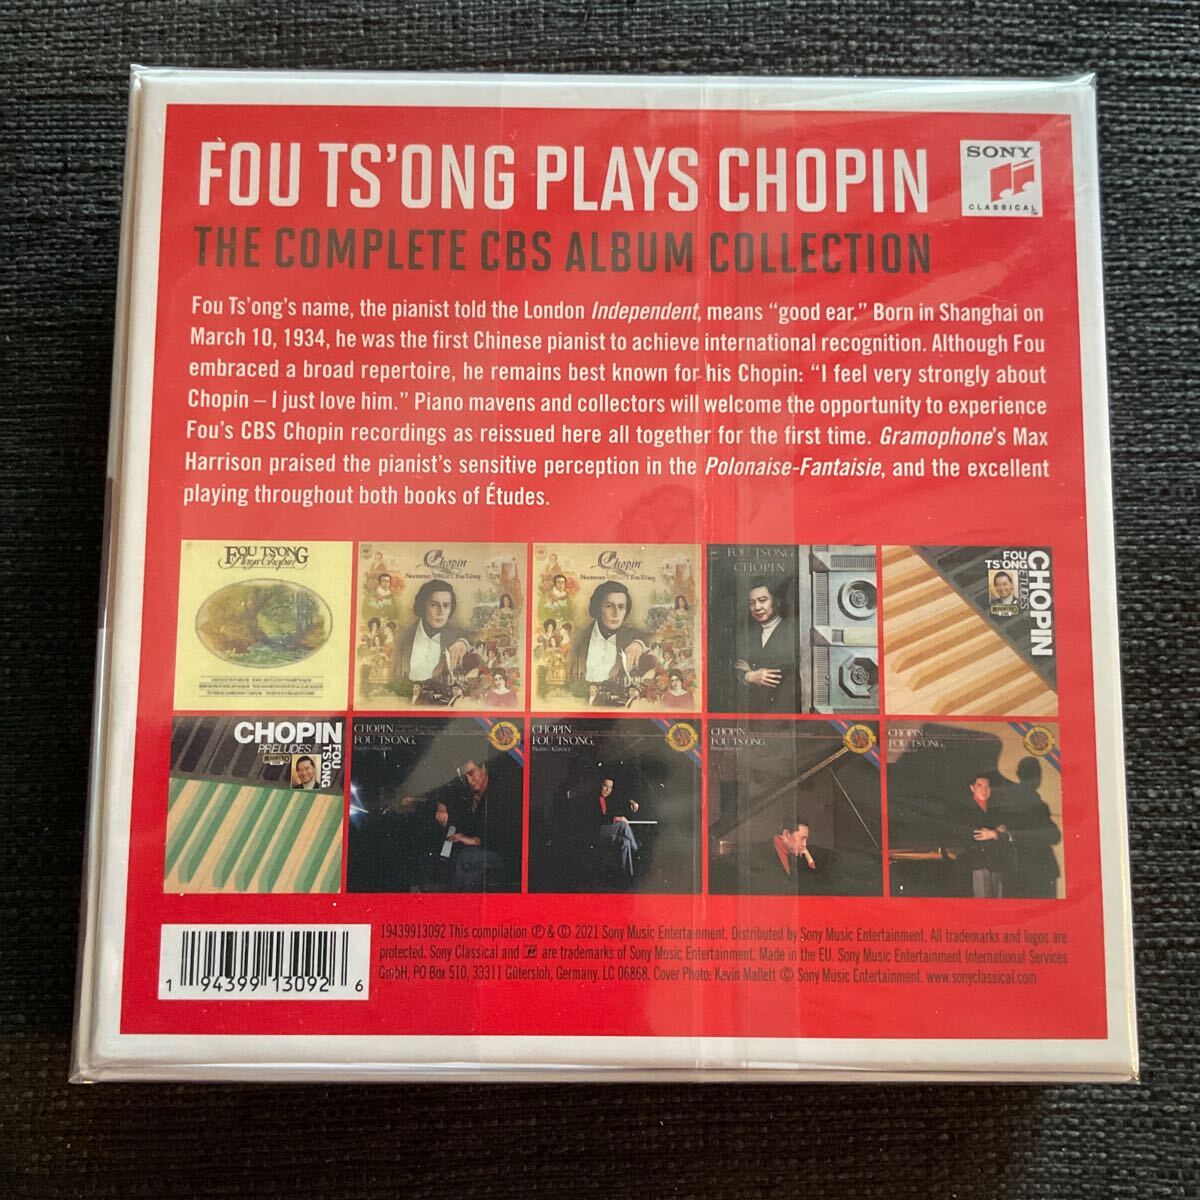 FOU TS'ONG PLAYS CHOPIN
SONY
CLASSICAL
THE COMPLETE CBS ALBUM COLLECTION
Fou Ts'ong's name, the pianist told the London Independent, means “good ear.” Born in Shanghai on
March 10, 1934, he was the first Chinese pianist to achieve international recognition. Although Fou
embraced a broad repertoire, he remains best known for his Chopin: “I feel very strongly about
Chopin – I just love him.” Piano mavens and collectors will welcome the opportunity to experience
Fou's CBS Chopin recordings as reissued here all together for the first time. Gramophone's Max
Harrison praised the pianist's sensitive perception in the Polonaise-Fantaisie, and the excellent
playing throughout both books of Études.
FOU TS'ONG
Plays Chopin
Chopin
Nocturnes Volume 1 Fou Ts'ong
Chopin
Fou Ts'ong
FOU TS'ONG
CHOPIN
FOU
TS'ONG
ETUDES
CHOPIN
CHOPIN
PRELUDES
FOU
TS'ONG
CHOPIN
FOU TS'ONG,
CHOPIN
FOU TS'ONG,
CHOPIN
FOU TS'ONG,
CHOPIN
FOU TS'ONG,
1 94399 13092 6
19439913092 This compilation ℗ & © 2021 Sony Music Entertainment. Distributed by Sony Music Entertainment. All trademarks and logos are
protected. Sony Classical and are trademarks of Sony Music Entertainment. Made in the EU. Sony Music Entertainment International Services
GmbH, PO Box 510, 33311 Gütersloh, Germany. LC 06868. Cover Photo: Kevin Mallett © Sony Music Entertainment. www.sonyclassical.com